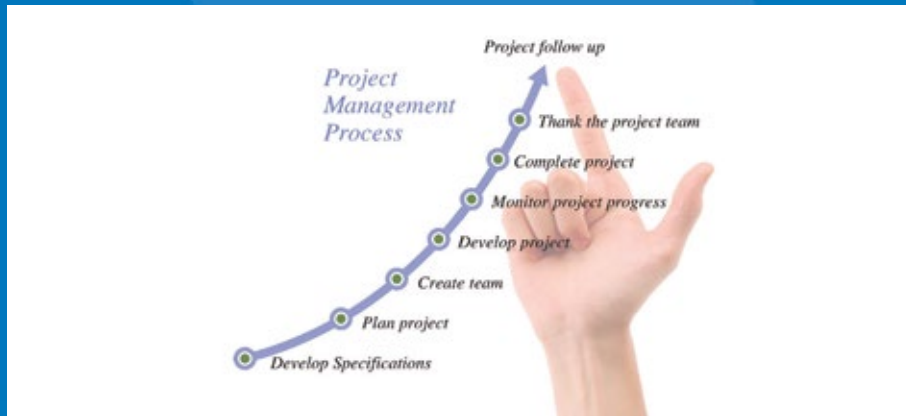 Project follow up
Project
Management
Process
Thank the project team
Complete project
Monitor project progress
Develop project
Create team
Plan project
Develop Specifications